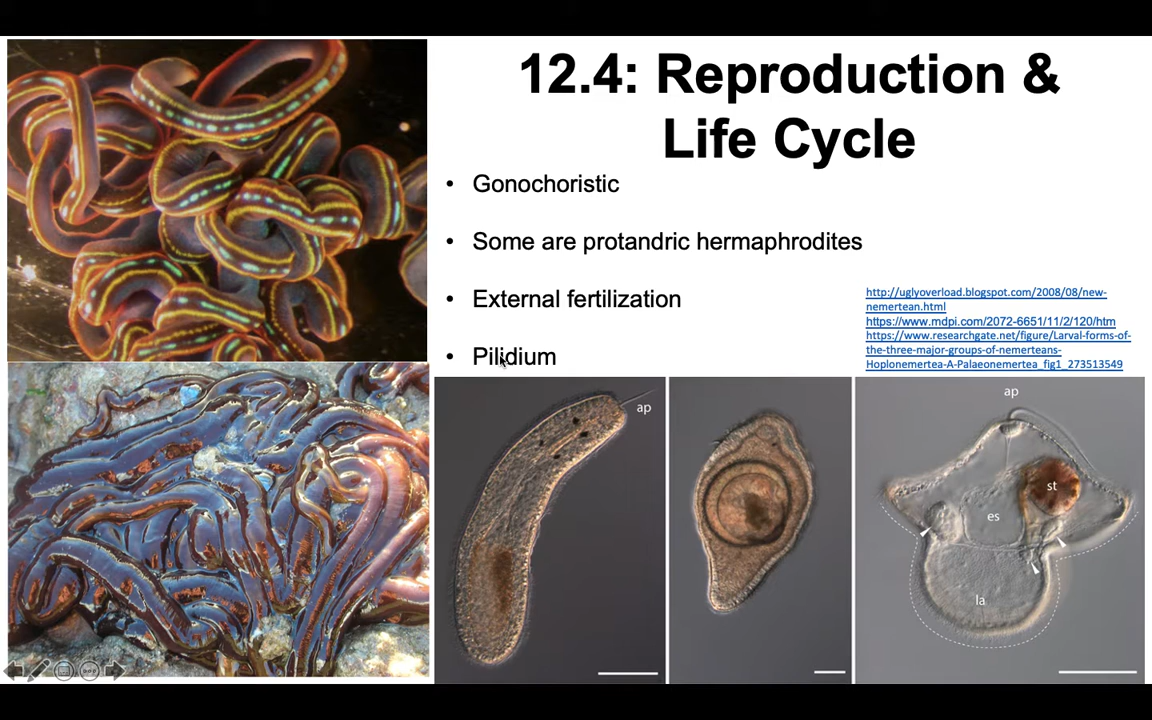 12.4: Reproduction &
Life Cycle
• Gonochoristic
• Some are protandric hermaphrodites
• External fertilization
• Pilidium
http://uglyoverload.blogspot.com/2008/08/new-
nemertean.html
https://www.mdpi.com/2072-6651/11/2/120/htm
https://www.researchgate.net/figure/Larval-forms-of-
the-three-major-groups-of-nemerteans-
Hoplonemertea-A-Palaeonemertea_fig1_273513549
ap
ap
st
es
la